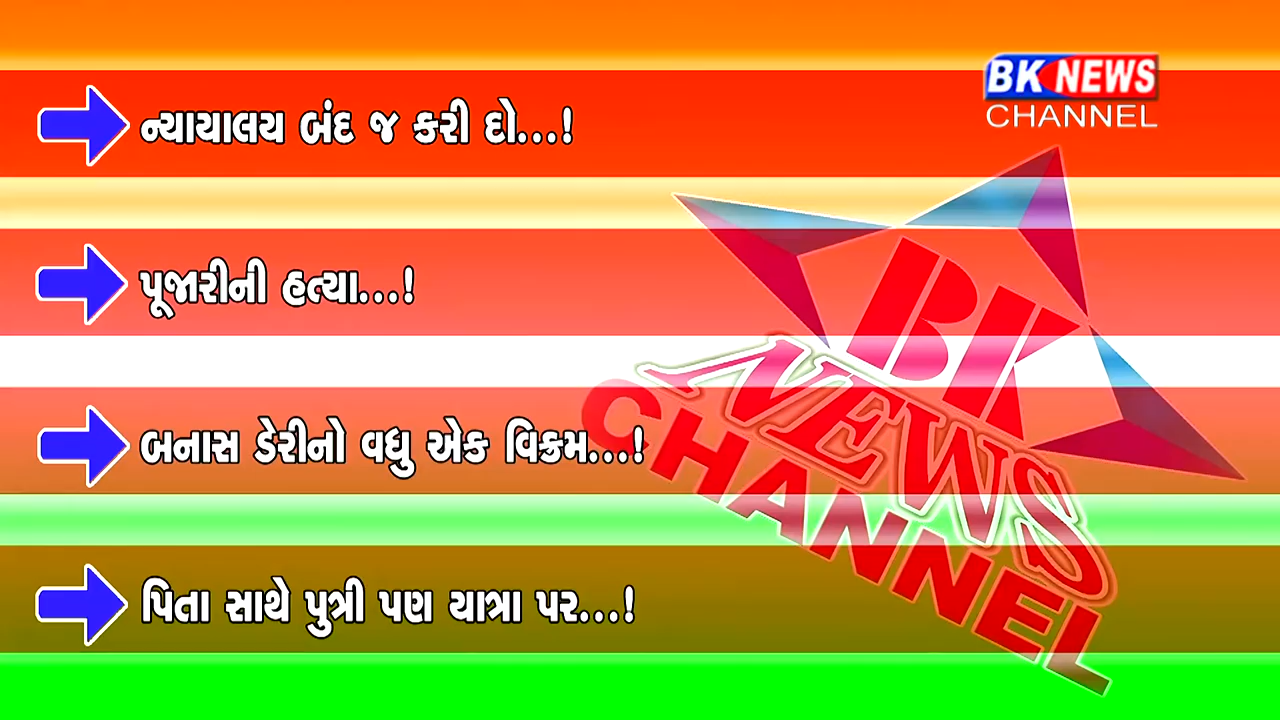 BK NEWS
CHANNEL
ન્યાયાલય બંદ જ કરી દો...!
પૂજારીની હત્યા...!
બનાસ ડેરીનો વધુ એક વિક્રમ...!
પિતા સાથે પુત્રી પણ યાત્રા પર...!
BK
NEWS
CHANNEL